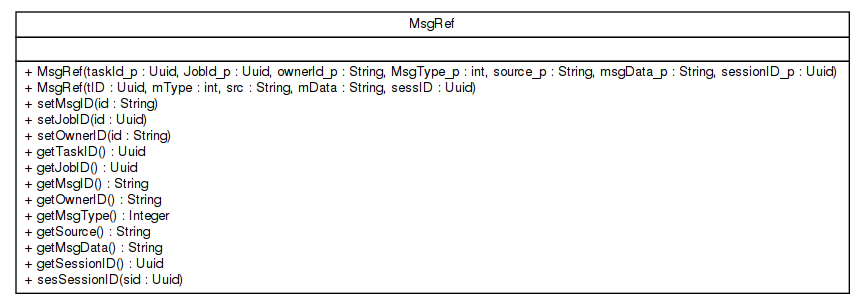 MsgRef
+ MsgRef(taskId_p : Uuid, JobId_p : Uuid, ownerId_p : String, MsgType_p : int, source_p : String, msgData_p : String, sessionID_p : Uuid)
+ MsgRef(tID : Uuid, mType : int, src : String, mData : String, sessID : Uuid)
+ setMsgID(id : String)
+ setJobID(id : Uuid)
+ setOwnerID(id : String)
+ getTaskID() : Uuid
+ getJobID() : Uuid
+ getMsgID() : String
+ getOwnerID() : String
+ getMsgType() : Integer
+ getSource() : String
+ getMsgData() : String
+ getSessionID() : Uuid
+ sesSessionID(sid : Uuid)